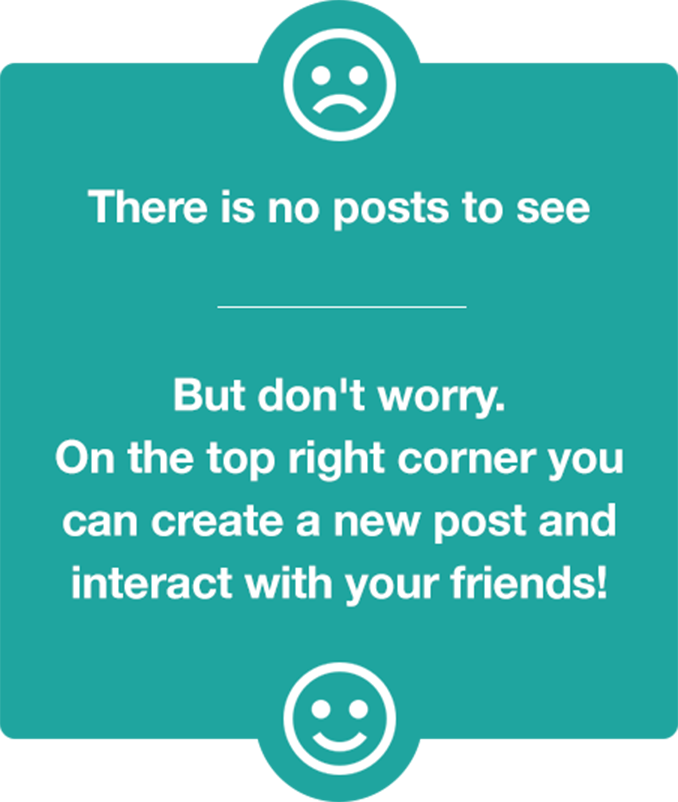 There is no posts to see
But don't worry.
On the top right corner you
can create a new post and
interact with your friends!